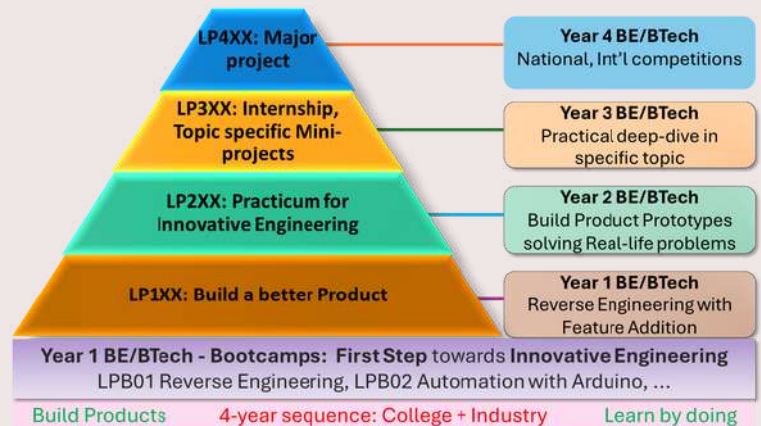 LP4XX: Major
project
Year 4 BE/BTech
National, Int'l competitions
LP3XX: Internship,
Topic specific Mini-
projects
Year 3 BE/BTech
Practical deep-dive in
specific topic
LP2XX: Practicum for
Innovative Engineering
Year 2 BE/BTech
Build Product Prototypes
solving Real-life problems
LP1XX: Build a better Product
Year 1 BE/BTech
Reverse Engineering with
Feature Addition
Year 1 BE/BTech - Bootcamps: First Step towards Innovative Engineering
LPB01 Reverse Engineering, LPB02 Automation with Arduino, ...
Build Products 4-year sequence: College + Industry Learn by doing